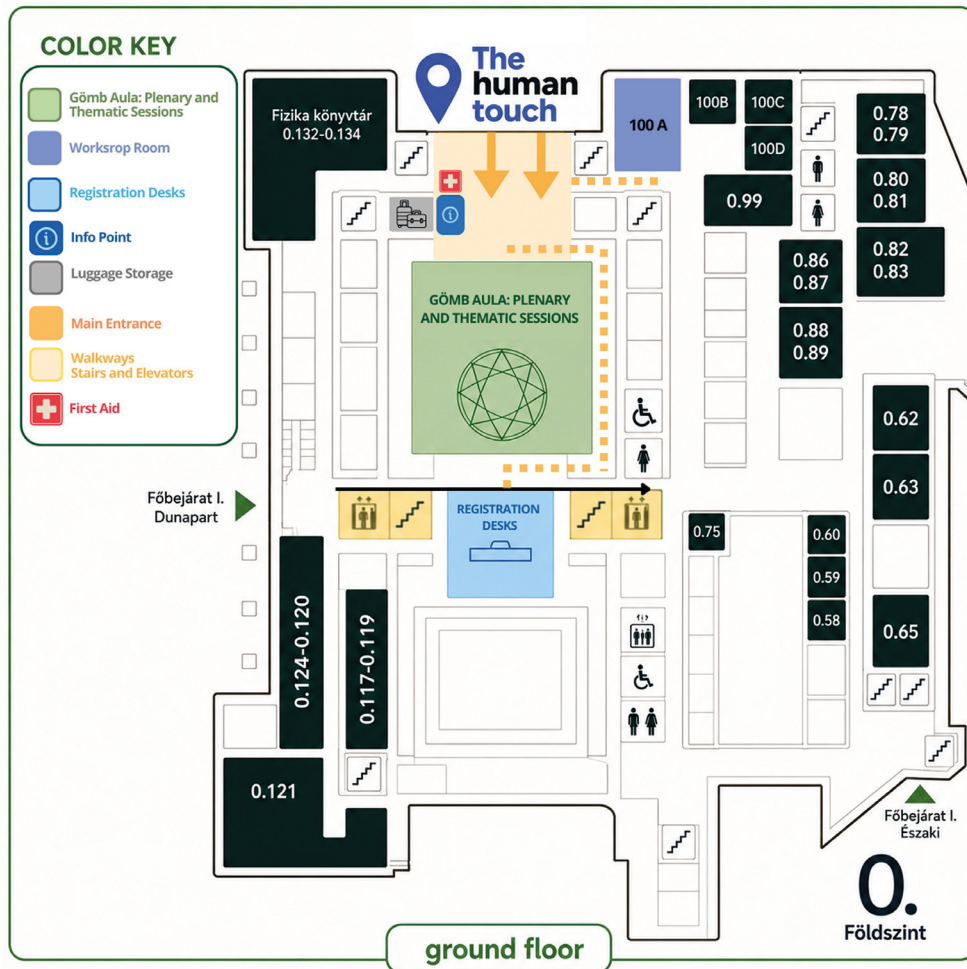 COLOR KEY
Gömb Aula: Plenary and
Thematic Sessions
Worksrop Room
Registration Desks
Info Point
Luggage Storage
Main Entrance
Walkways
Stairs and Elevators
First Aid
The
human
touch
Fizika könyvtár
0.132-0.134
100 A
100B
100C
100D
0.99
0.78
0.79
0.80
0.81
0.82
0.83
0.86
0.87
0.88
0.89
GÖMB AULA: PLENARY
AND THEMATIC SESSIONS
0.62
0.63
Főbejárat I.
Dunapart
REGISTRATION
DESKS
0.75
0.60
0.59
0.58
0.65
0.124-0.120
0.117-0.119
0.121
Főbejárat I.
Északi
0.
Földszint
ground floor